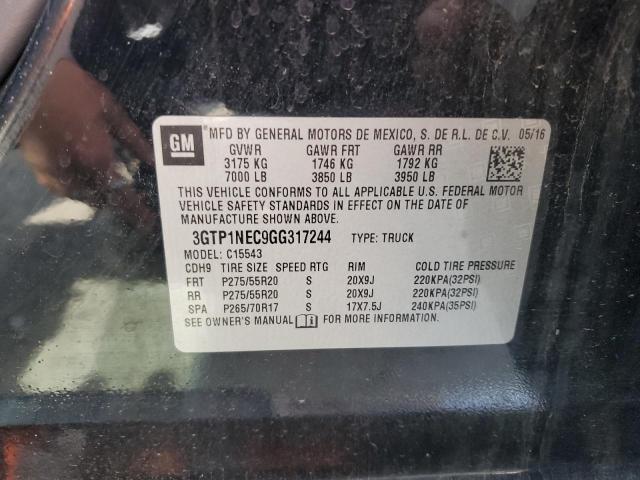 GM MFD BY GENERAL MOTORS DE MEXICO, S. DE R.L. DE C.V. 05/16
GVWR GAWR FRT GAWR RR
3175 KG 1746 KG 1792 KG
7000 LB 3850 LB 3950 LB
THIS VEHICLE CONFORMS TO ALL APPLICABLE U.S. FEDERAL MOTOR
VEHICLE SAFETY STANDARDS IN EFFECT ON THE DATE OF
MANUFACTURE SHOWN ABOVE.
3GTP1NEC9GG317244 TYPE: TRUCK
MODEL: C15543
CDH9 TIRE SIZE SPEED RTG RIM COLD TIRE PRESSURE
FRT P275/55R20 S 20X9J 220KPA(32PSI)
RR P275/55R20 S 20X9J 220KPA(32PSI)
SPA P265/70R17 S 17X7.5J 240KPA(35PSI)
SEE OWNER'S MANUAL i FOR MORE INFORMATION.